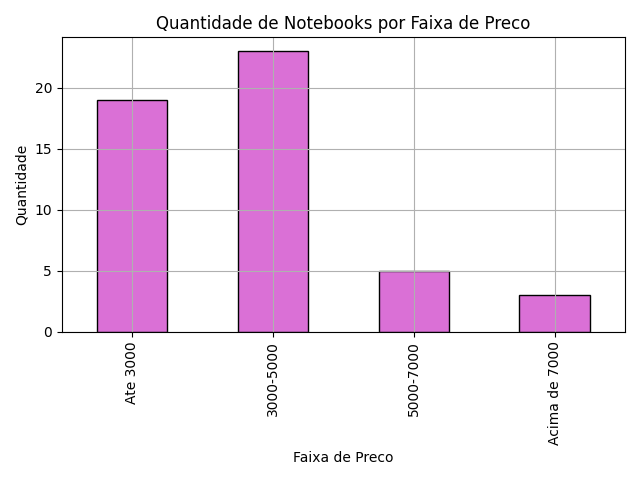 Quantidade de Notebooks por Faixa de Preco
Quantidade
20
15
10
5
0
Ate 3000
3000-5000
5000-7000
Acima de 7000
Faixa de Preco